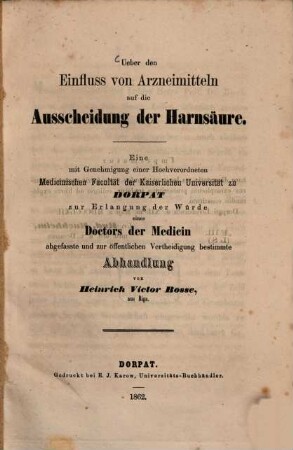 Ueber den
Einfluss von Arzneimitteln
auf die
Ausscheidung der Harnsäure.
Eine
mit Genehmigung einer Hochverordneten
Medicinischen Facultät der Kaiserlichen Universität zu
DORPAT
zur Erlangung der Würde
eines
Doctors der Medicin
abgefasste und zur öffentlichen Vertheidigung bestimmte
Abhandlung
von
Heinrich Victor Bosse,
aus Riga.
DORPAT.
Gedruckt bei E. J. Karow, Universitäts-Buchhändler.
1862.